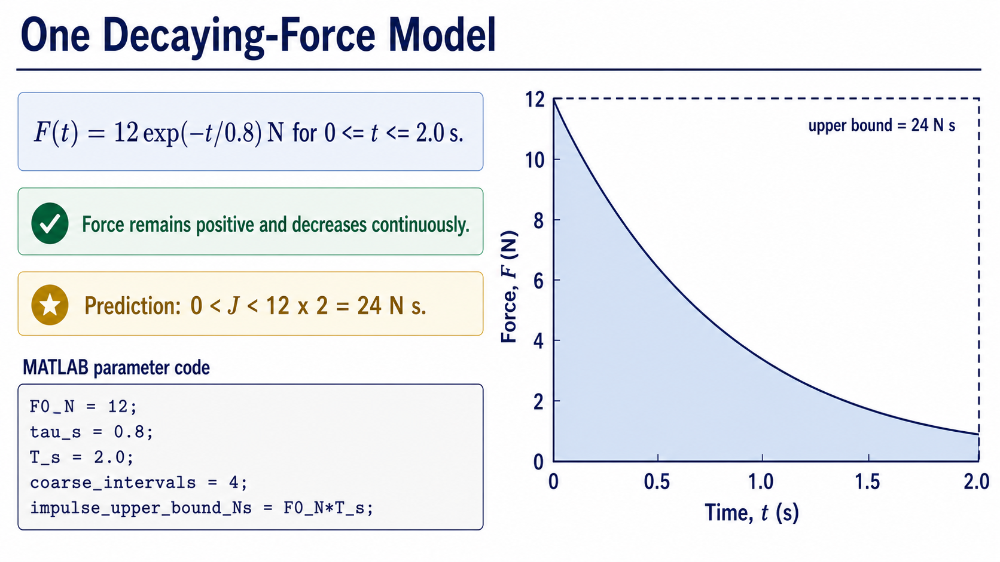 One Decaying-Force Model
F(t) = 12 exp(−t/0.8) N for 0 <= t <= 2.0 s.
Force remains positive and decreases continuously.
Prediction: 0 < J < 12 x 2 = 24 N s.
MATLAB parameter code
F0_N = 12;
tau_s = 0.8;
T_s = 2.0;
coarse_intervals = 4;
impulse_upper_bound_Ns = F0_N*T_s;
upper bound = 24 N s
Force, F (N)
12
10
8
6
4
2
0
0 0.5 1.0 1.5 2.0
Time, t (s)